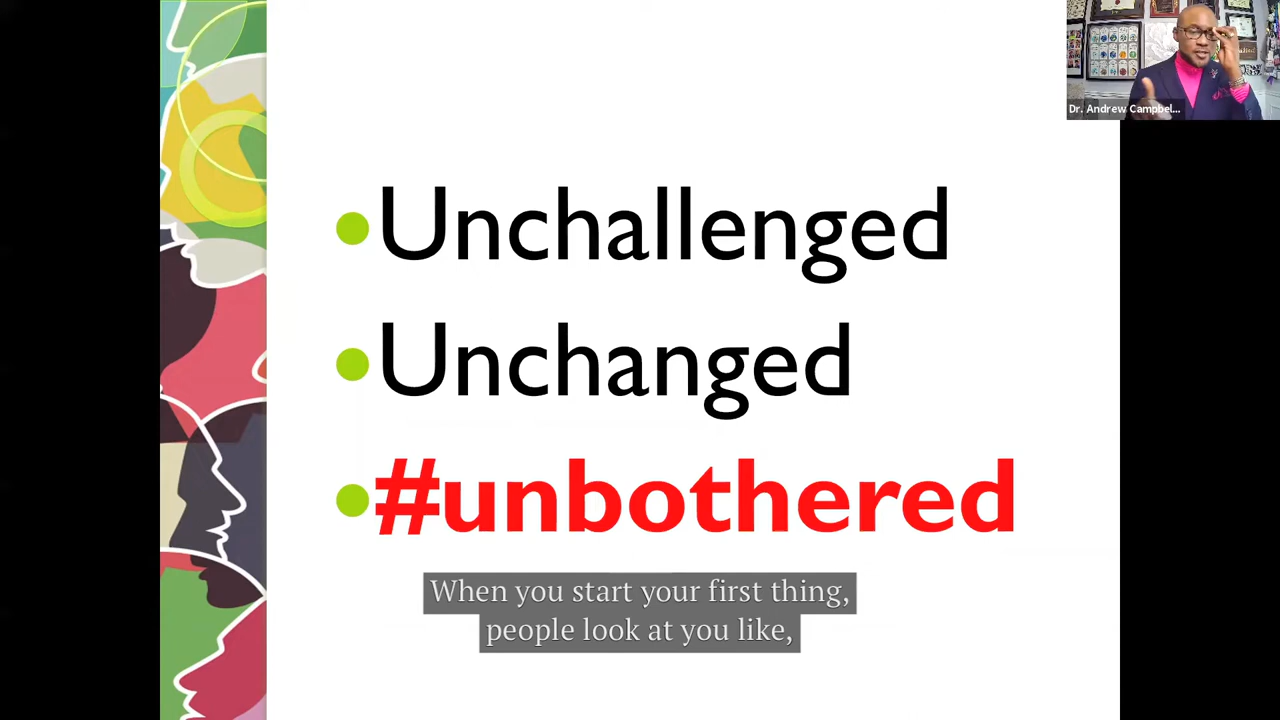 Dr. Andrew Campbel...
•Unchallenged
•Unchanged
•#unbothered
When you start your first thing,
people look at you like,